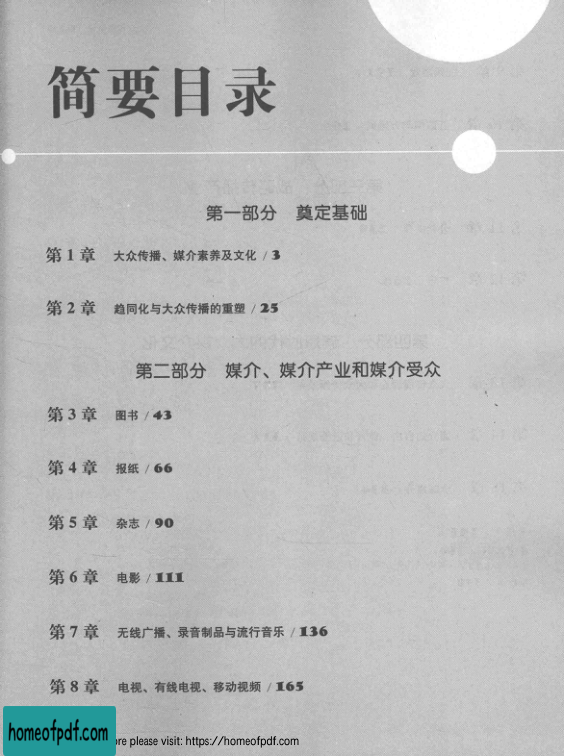 简要目录
第一部分 奠定基础
第1章 大众传播、媒介素养及文化 / 3
第2章 趋同化与大众传播的重塑 / 25
第二部分 媒介、媒介产业和媒介受众
第3章 图书 / 43
第4章 报纸 / 66
第5章 杂志 / 90
第6章 电影 / 111
第7章 无线广播、录音制品与流行音乐 / 136
第8章 电视、有线电视、移动视频 / 165
homeofpdf.com
re please visit: https://homeofpdf.com